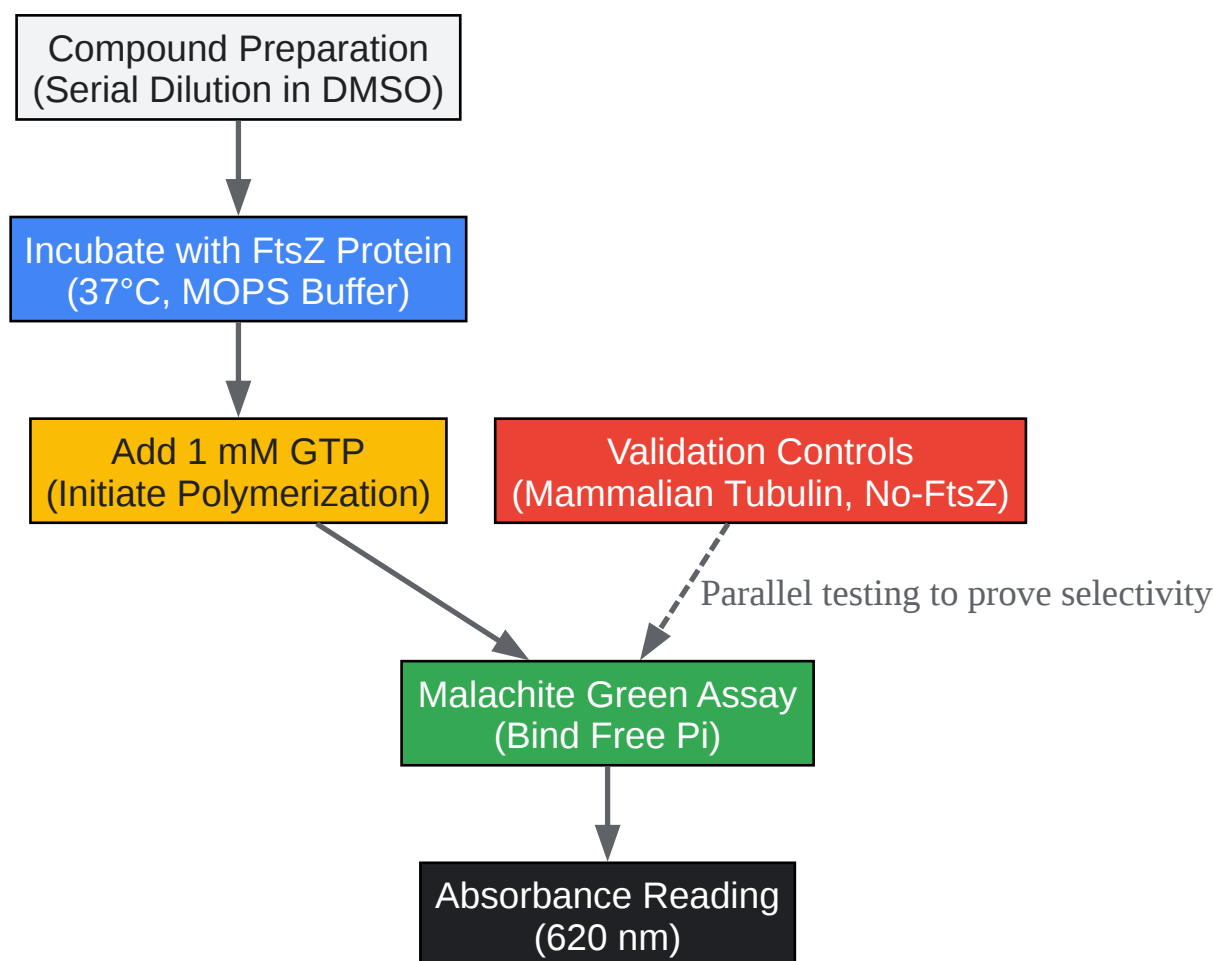 Compound Preparation
(Serial Dilution in DMSO)
Incubate with FtsZ Protein
(37°C, MOPS Buffer)
Add 1 mM GTP
(Initiate Polymerization)
Validation Controls
(Mammalian Tubulin, No-FtsZ)
Parallel testing to prove selectivity
Malachite Green Assay
(Bind Free Pi)
Absorbance Reading
(620 nm)